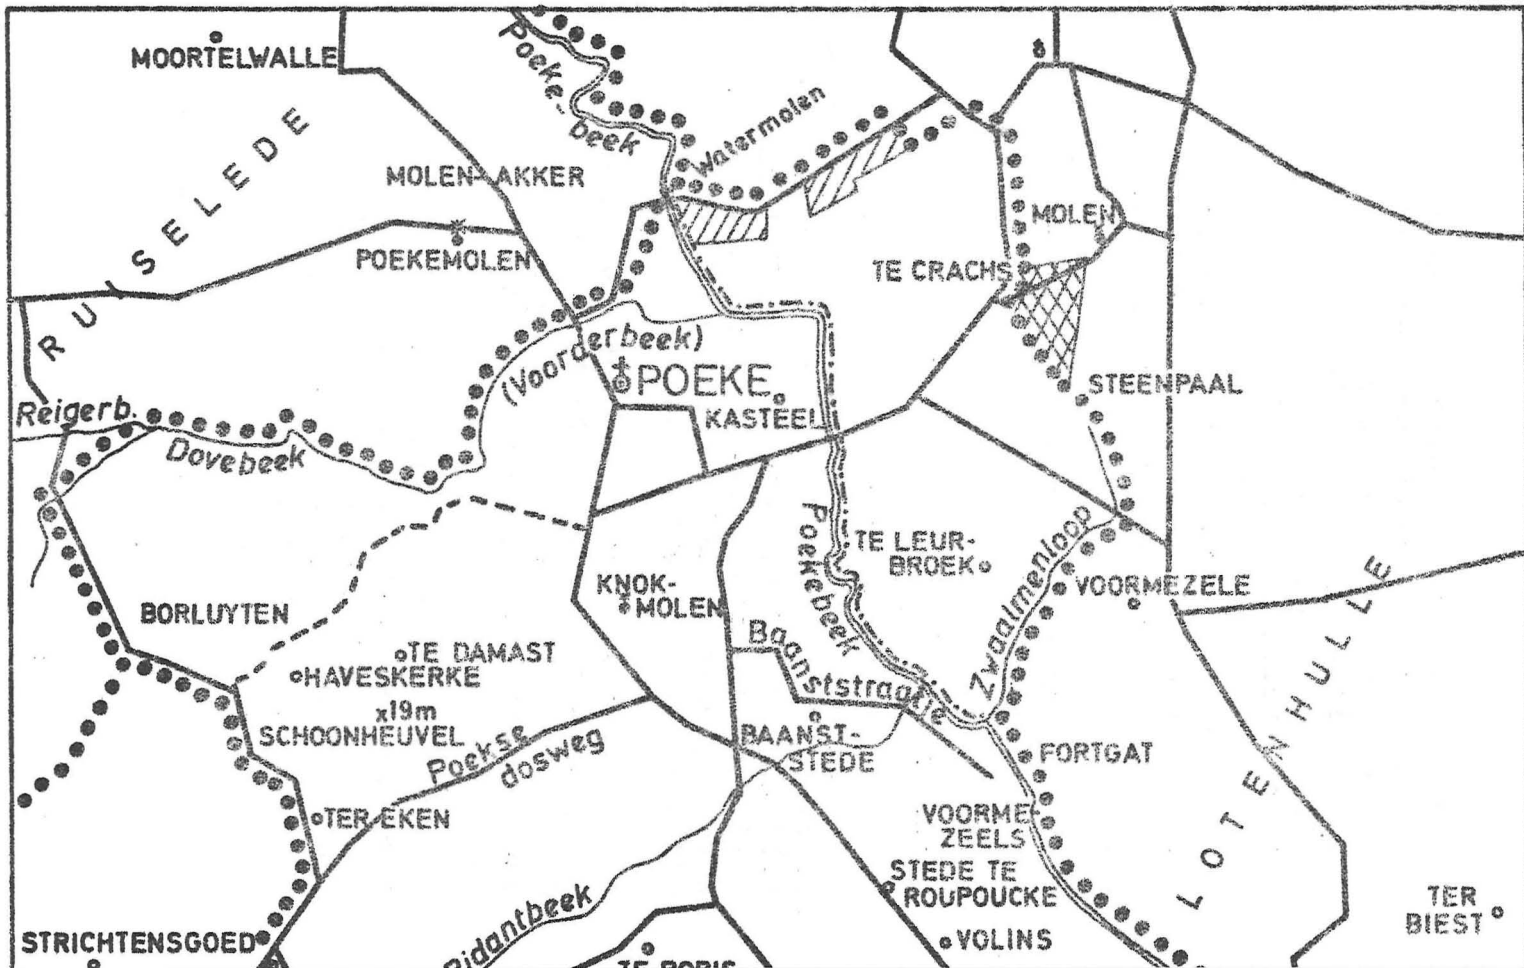 MOORTELWALLE
Poeke-
beek
Watermolen
RUISELEDE
MOLEN-AKKER
MOLEN
POEKEMOLEN
TE CRACHS
(Voorderbeek)
POEKE
STEENPAAL
Reigerb.
KASTEEL
Dovebeek
Poekebeek
TE LEUR-
BROEK
Zwaalmenloop
VOORMEZELE
KNOK-
MOLEN
BORLUYTEN
Baanststraatje
TE DAMAST
HAVESKERKE
x19m
SCHOONHEUVEL
Poekse
dosweg
BAANST-
STEDE
FORTGAT
LOTENHULLE
TER EKEN
VOORME-
ZEELS
STEDE TE
ROUPOUCKE
TER
BIEST
STRICHTENSGOED
VOLINS